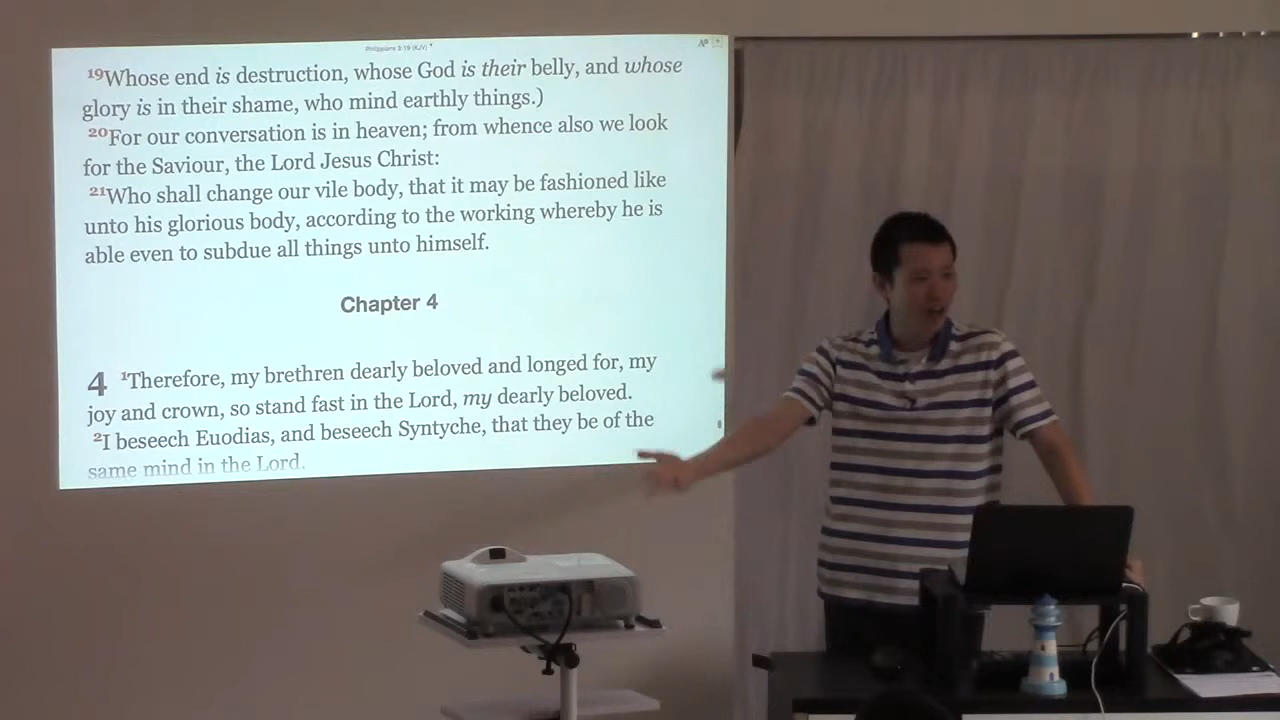 Philippians 3:19 (KJV)
19Whose end is destruction, whose God is their belly, and whose
glory is in their shame, who mind earthly things.)
20For our conversation is in heaven; from whence also we look
for the Saviour, the Lord Jesus Christ:
21Who shall change our vile body, that it may be fashioned like
unto his glorious body, according to the working whereby he is
able even to subdue all things unto himself.
Chapter 4
4 1Therefore, my brethren dearly beloved and longed for, my
joy and crown, so stand fast in the Lord, my dearly beloved.
2I beseech Euodias, and beseech Syntyche, that they be of the
same mind in the Lord.